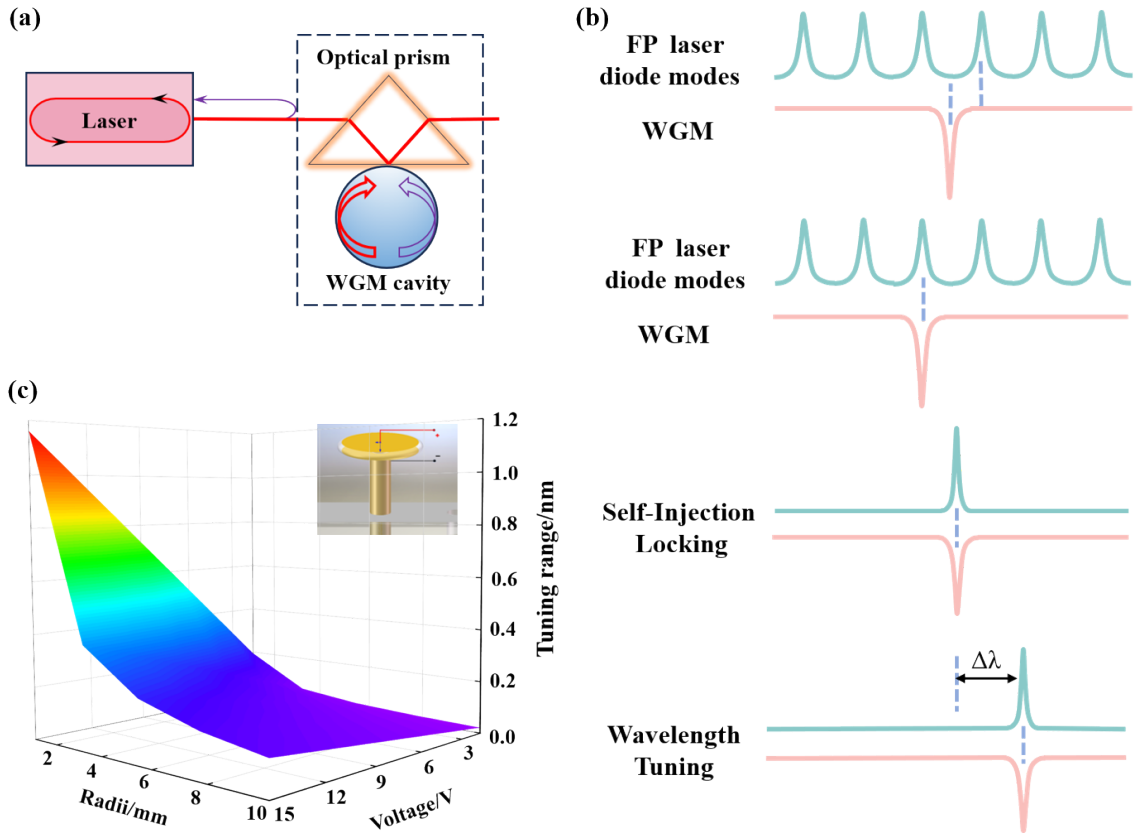 (a)
Optical prism
Laser
WGM cavity
(b)
FP laser
diode modes
WGM
FP laser
diode modes
WGM
Self-Injection
Locking
Δλ
Wavelength
Tuning
(c)
+
−
1.2
1.0
0.8
0.6
0.4
0.2
0.0
Tuning range/nm
2
4
6
8
10
Radii/mm
15
12
9
6
3
Voltage/V